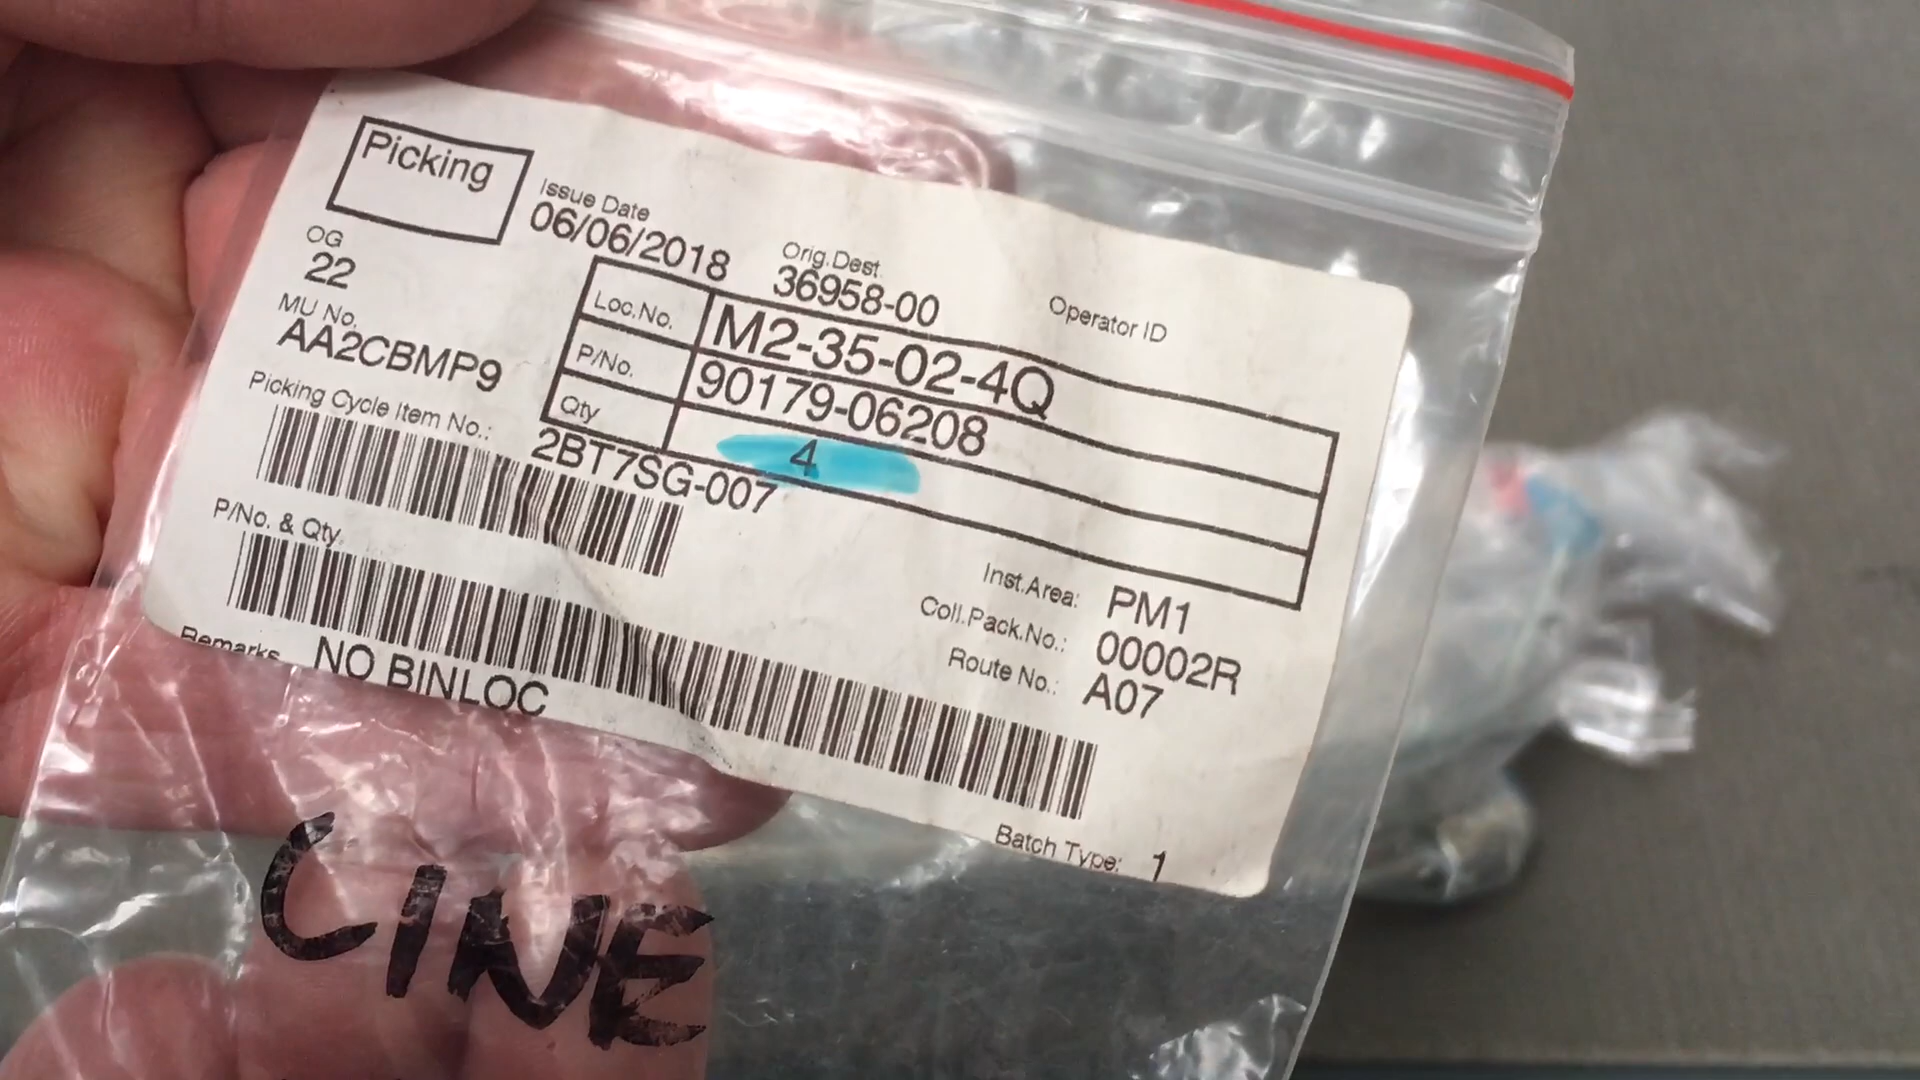 Picking
Issue Date
06/06/2018
Orig.Dest
36958-00
Operator ID
OG
22
MU No.
AA2CBMP9
Loc.No.
M2-35-02-4Q
P/No.
90179-06208
Qty
4
Picking Cycle Item No.:
2BT7SG-007
P/No. & Qty
Inst.Area: PM1
Coll.Pack.No.: 00002R
Route No.: A07
Remarks NO BINLOC
Batch Type: 1
CINE